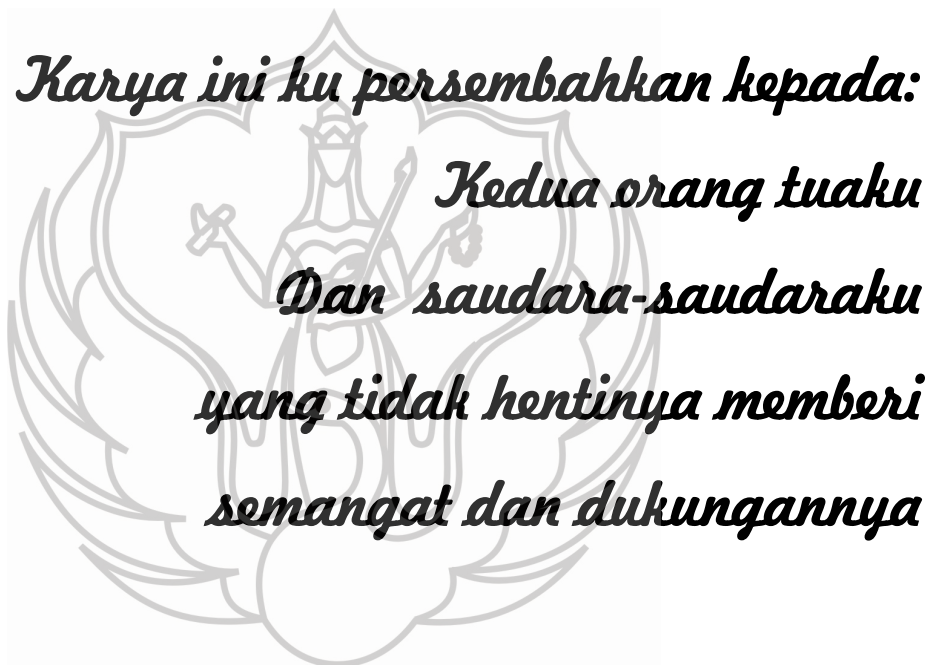 Karya ini ku persembahkan kepada:
Kedua orang tuaku
Dan saudara-saudaraku
yang tidak hentinya memberi
semangat dan dukungannya